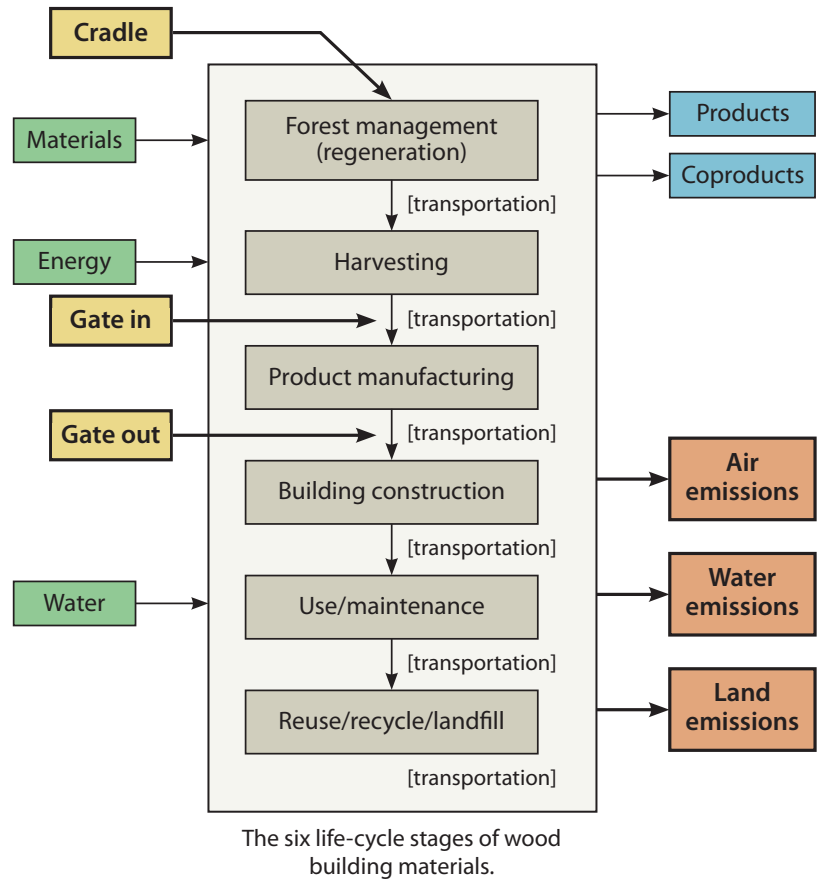 Cradle
Forest management
(regeneration)
Materials
Products
Coproducts
[transportation]
Energy
Harvesting
Gate in
[transportation]
Product manufacturing
Gate out
[transportation]
Building construction
Air
emissions
[transportation]
Water
Use/maintenance
Water
emissions
[transportation]
Reuse/recycle/landfill
Land
emissions
[transportation]
The six life-cycle stages of wood
building materials.